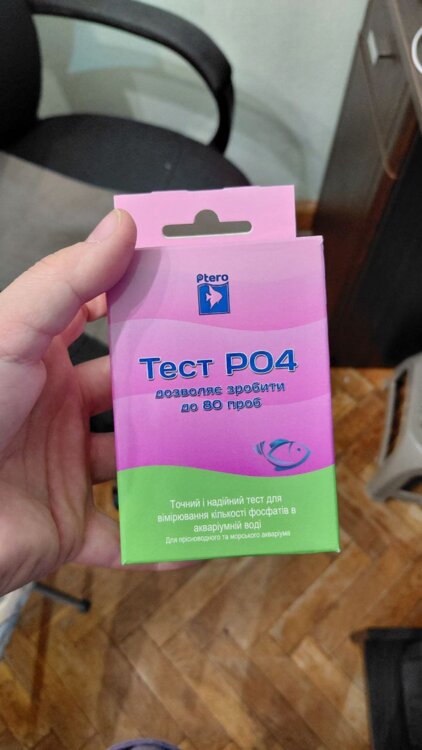 Ptero
Тест PO4
дозволяє зробити
до 80 проб
Точний і надійний тест для
вімірювання кількості фосфатів в
акваріумній воді
Для прісноводного та морського акваріума